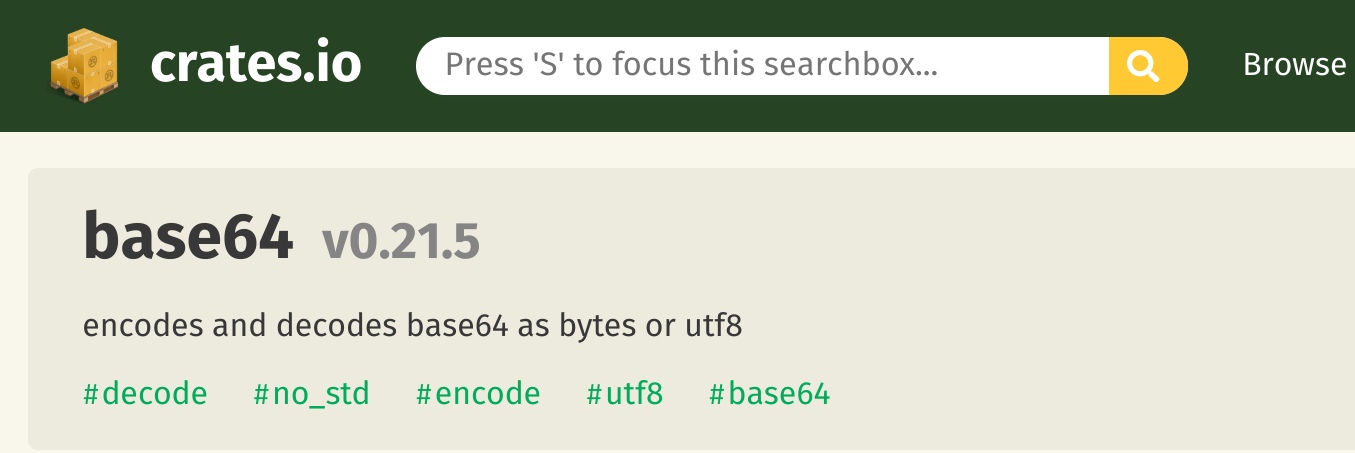 crates.io Press 'S' to focus this searchbox... Browse
base64 v0.21.5
encodes and decodes base64 as bytes or utf8
#decode #no_std #encode #utf8 #base64